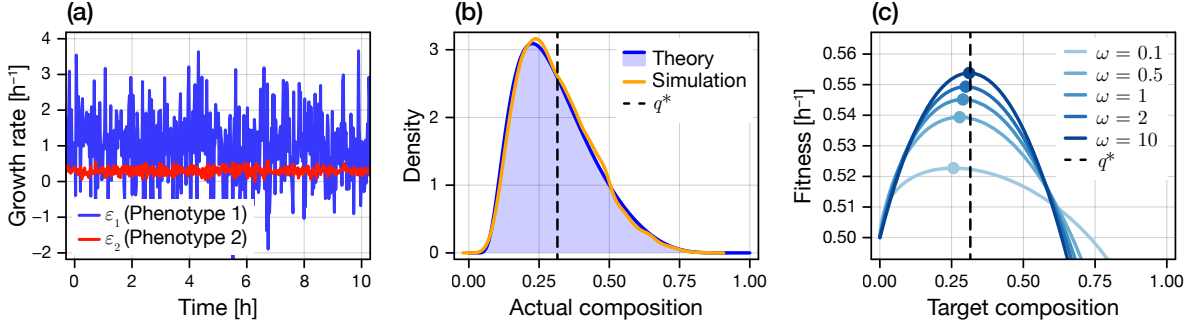 (a)
Growth rate [h⁻¹]
4
3
2
1
0
−1
−2
ε₁ (Phenotype 1)
ε₂ (Phenotype 2)
0 2 4 6 8 10
Time [h]
(b)
Density
3
2
1
0
Theory
Simulation
q*
0.00 0.25 0.50 0.75 1.00
Actual composition
(c)
Fitness [h⁻¹]
0.56
0.55
0.54
0.53
0.52
0.51
0.50
ω = 0.1
ω = 0.5
ω = 1
ω = 2
ω = 10
q*
0.00 0.25 0.50 0.75 1.00
Target composition